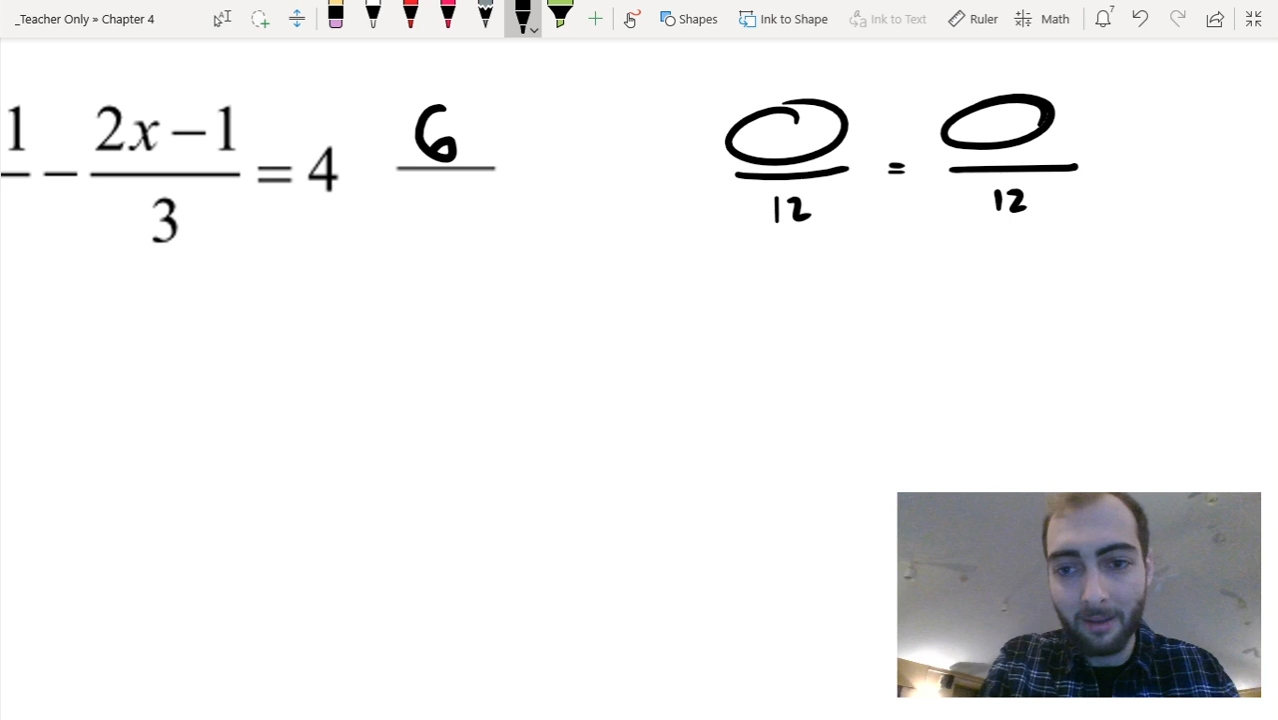 _Teacher Only » Chapter 4
Shapes
Ink to Shape
Ink to Text
Ruler
Math
7
1 - 2x-1 / 3 = 4
6
12 = 12